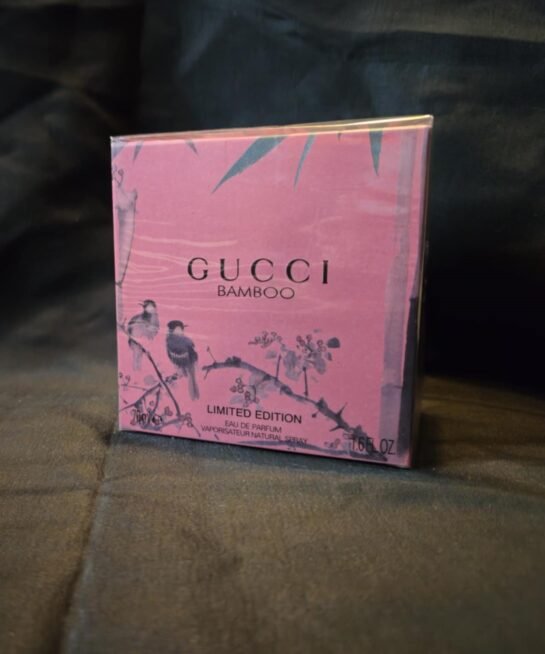 GUCCI
BAMBOO
LIMITED EDITION
EAU DE PARFUM
VAPORISATEUR NATURAL SPRAY
1.6 FL OZ